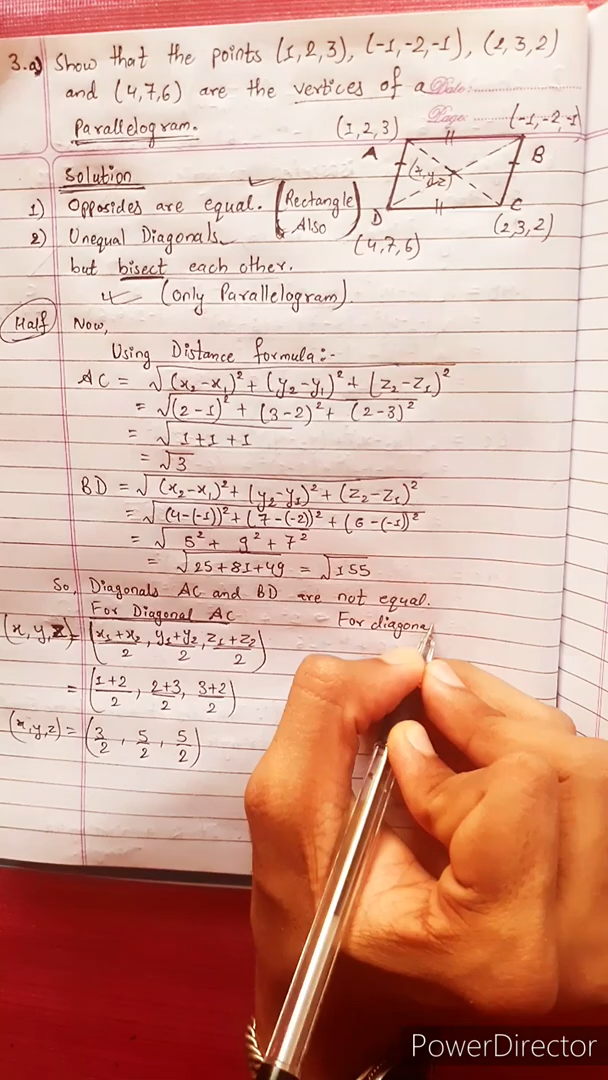 3.a) Show that the points (1,2,3), (-1,-2,-1), (2,3,2)
and (4,7,6) are the vertices of a
Date:
Parallelogram.
Page:
(1,2,3)
(-1,-2,-1)
A
B
(x,y,z)
D
C
(4,7,6)
(2,3,2)
Solution
1) Opposides are equal. (Rectangle Also)
2) Unequal Diagonals
but bisect each other.
(Only Parallelogram).
Half Now,
Using Distance formula:-
AC = √(x₂-x₁)² + (y₂-y₁)² + (z₂-z₁)²
= √(2-1)² + (3-2)² + (2-3)²
= √1+1+1
= √3
BD = √(x₂-x₁)² + (y₂-y₁)² + (z₂-z₁)²
= √(4-(-1))² + (7-(-2))² + (6-(-1))²
= √5² + 9² + 7²
= √25+81+49 = √155
So, Diagonals AC and BD are not equal.
For Diagonal AC For diagona
(x,y,z) = (x₁+x₂/2, y₁+y₂/2, z₁+z₂/2)
= (1+2/2, 2+3/2, 3+2/2)
(x,y,z) = (3/2, 5/2, 5/2)
PowerDirector